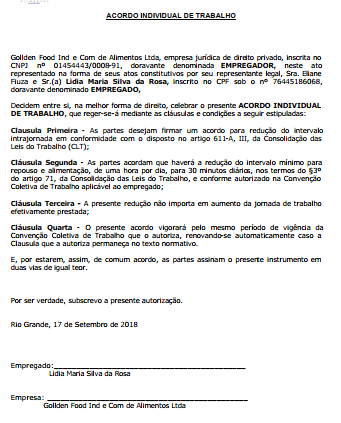 ACORDO INDIVIDUAL DE TRABALHO
Gollden Food Ind e Com de Alimentos Ltda, empresa jurídica de direito privado, inscrita no
CNPJ nº 01454443/0008-91, doravante denominada EMPREGADOR, neste ato
representado na forma de seus atos constitutivos por seu representante legal, Sra. Eliane
Fiuza e Sr.(a) Lidia Maria Silva da Rosa, inscrito no CPF sob o nº 76445186068,
doravante denominado EMPREGADO,
Decidem entre si, na melhor forma de direito, celebrar o presente ACORDO INDIVIDUAL
DE TRABALHO, que reger-se-á mediante as cláusulas e condições a seguir estipuladas:
Clausula Primeira - As partes desejam firmar um acordo para redução do intervalo
intrajornada em conformidade com o disposto no artigo 611-A, III, da Consolidação das
Leis do Trabalho (CLT);
Cláusula Segunda - As partes acordam que haverá a redução do intervalo mínimo para
repouso e alimentação, de uma hora por dia, para 30 minutos diários, nos termos do §3º
do artigo 71, da Consolidação das Leis do Trabalho, e conforme autorizado na Convenção
Coletiva de Trabalho aplicável ao empregado;
Cláusula Terceira - A presente redução não importa em aumento da jornada de trabalho
efetivamente prestada;
Cláusula Quarta - O presente acordo vigorará pelo mesmo período de vigência da
Convenção Coletiva de Trabalho que o autoriza, renovando-se automaticamente caso a
Clausula que a autoriza permaneça no texto normativo.
E, por estarem, assim, de comum acordo, as partes assinam o presente instrumento em
duas vias de igual teor.
Por ser verdade, subscrevo a presente autorização.
Rio Grande, 17 de Setembro de 2018
Empregado:
Lidia Maria Silva da Rosa
Empresa:
Gollden Food Ind e Com de Alimentos Ltda